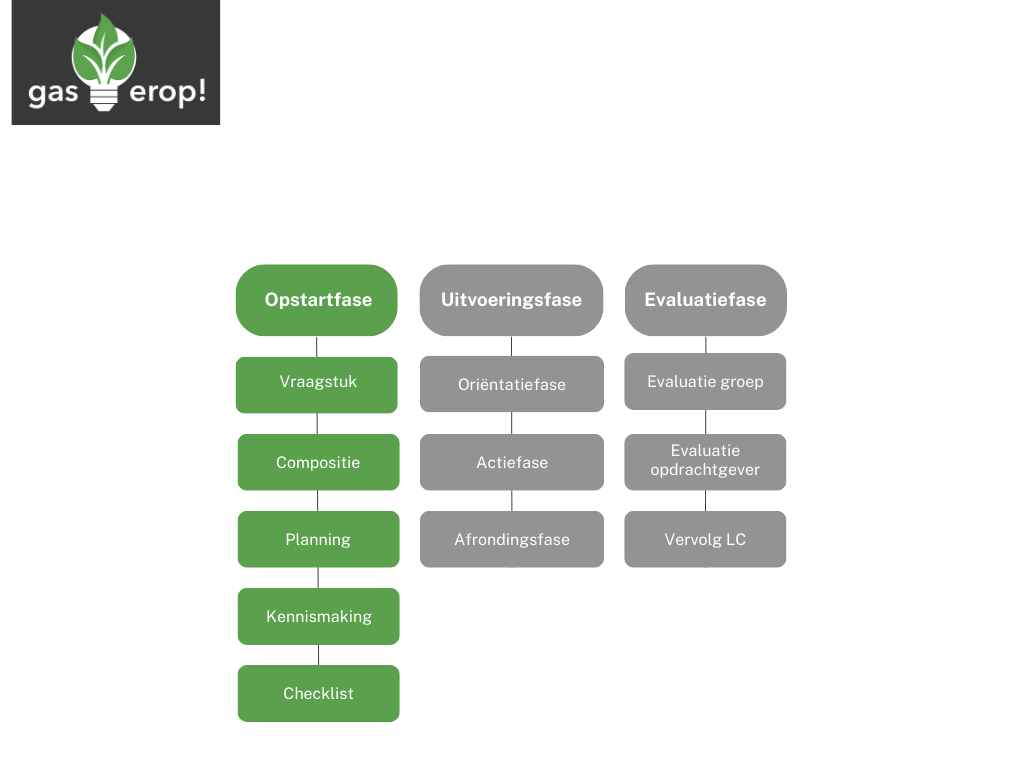 gas erop!
Opstartfase
Vraagstuk
Compositie
Planning
Kennismaking
Checklist
Uitvoeringsfase
Oriëntatiefase
Actiefase
Afrondingsfase
Evaluatiefase
Evaluatie groep
Evaluatie
opdrachtgever
Vervolg LC